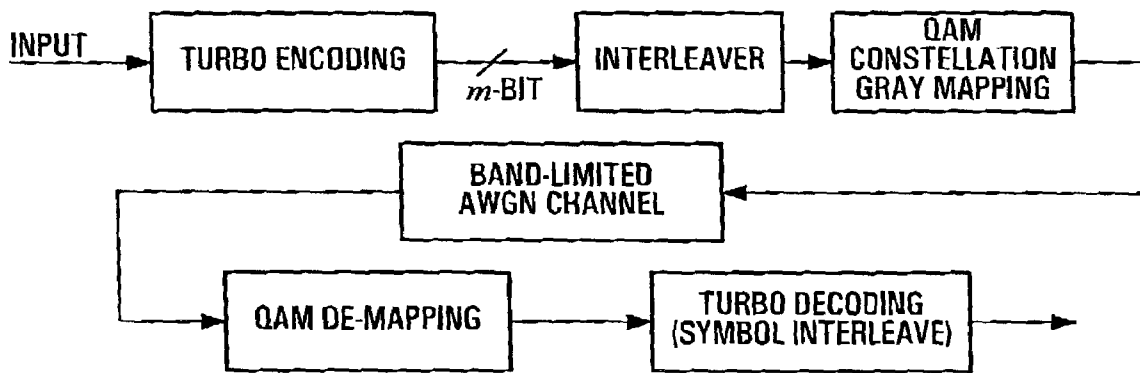 INPUT
TURBO ENCODING
m-BIT
INTERLEAVER
QAM
CONSTELLATION
GRAY MAPPING
BAND-LIMITED
AWGN CHANNEL
QAM DE-MAPPING
TURBO DECODING
(SYMBOL INTERLEAVE)